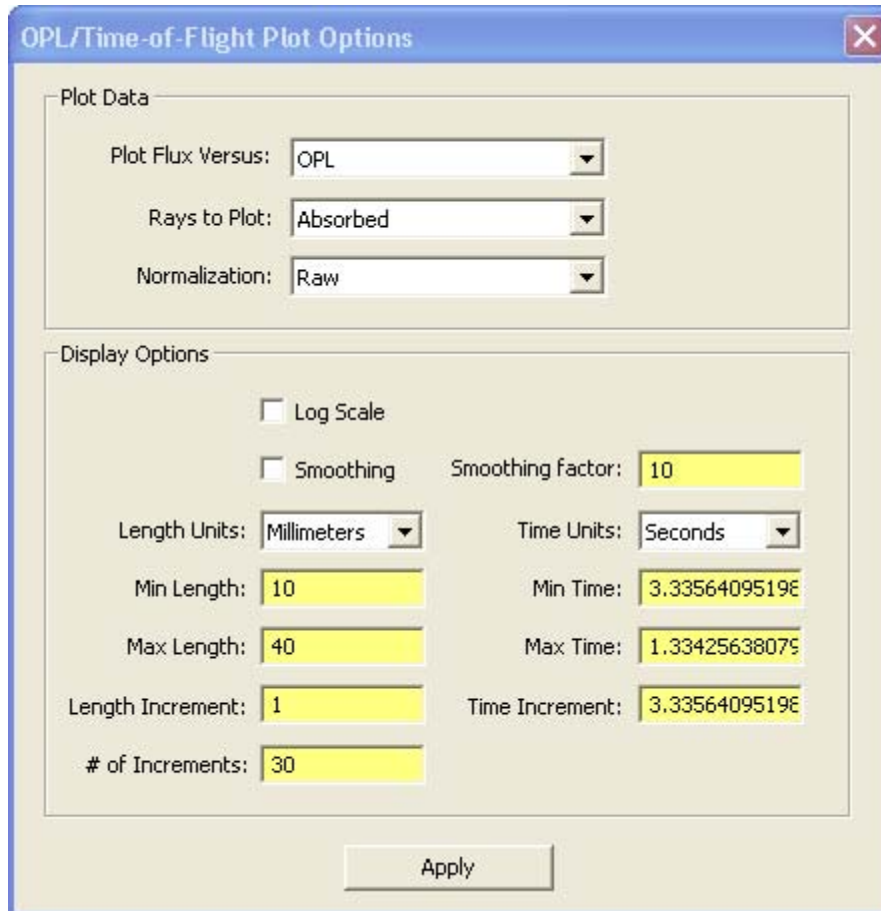 OPL/Time-of-Flight Plot Options
Plot Data
Plot Flux Versus: OPL
Rays to Plot: Absorbed
Normalization: Raw
Display Options
Log Scale
Smoothing Smoothing factor: 10
Length Units: Millimeters Time Units: Seconds
Min Length: 10 Min Time: 3.33564095198
Max Length: 40 Max Time: 1.33425638079
Length Increment: 1 Time Increment: 3.33564095198
# of Increments: 30
Apply